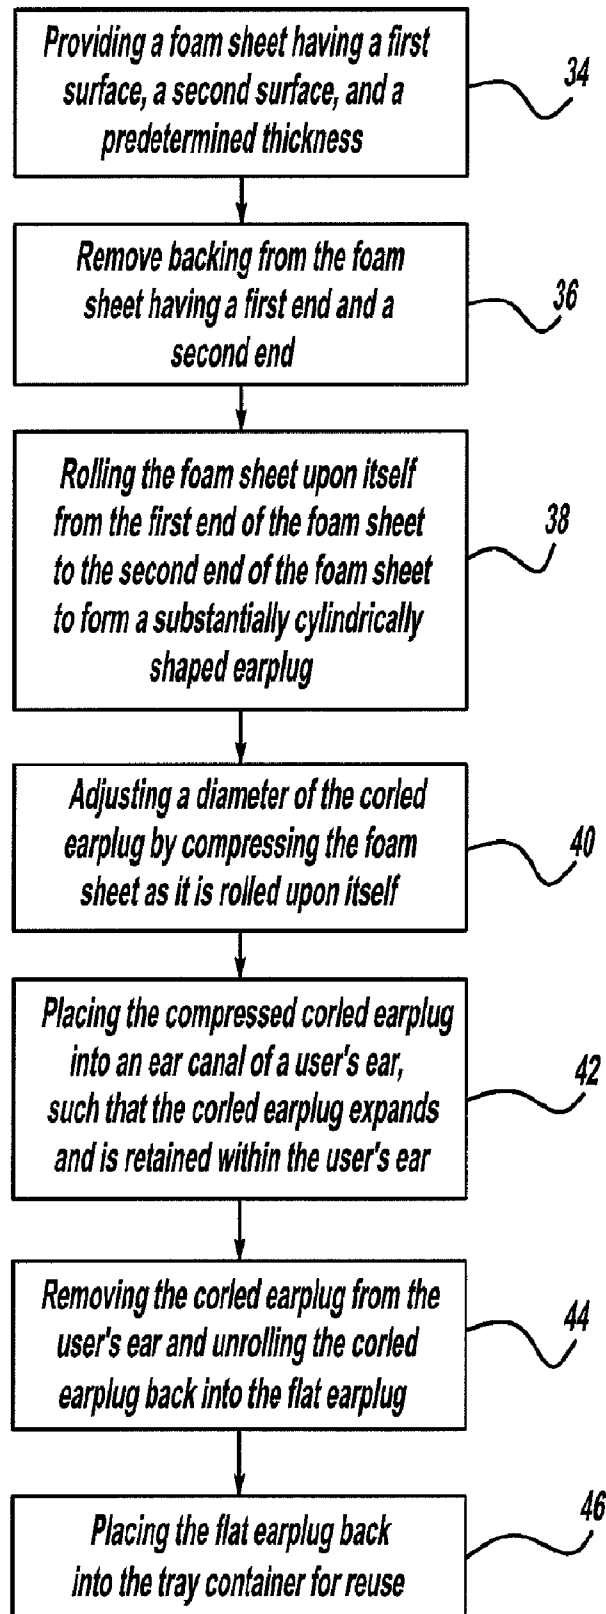 Providing a foam sheet having a first
surface, a second surface, and a
predetermined thickness
34
Remove backing from the foam
sheet having a first end and a
second end
36
Rolling the foam sheet upon itself
from the first end of the foam sheet
to the second end of the foam sheet
to form a substantially cylindrically
shaped earplug
38
Adjusting a diameter of the corled
earplug by compressing the foam
sheet as it is rolled upon itself
40
Placing the compressed corled earplug
into an ear canal of a user's ear,
such that the corled earplug expands
and is retained within the user's ear
42
Removing the corled earplug from the
user's ear and unrolling the corled
earplug back into the flat earplug
44
Placing the flat earplug back
into the tray container for reuse
46